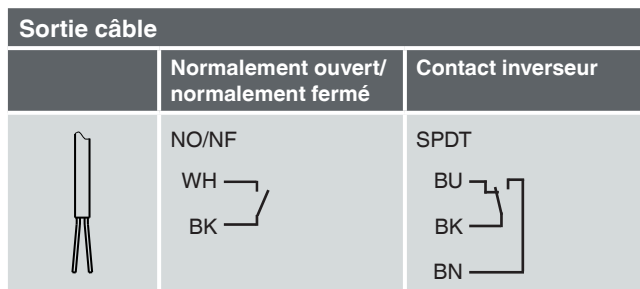 Sortie câble
Normalement ouvert/
normalement fermé
Contact inverseur
NO/NF
WH
BK
SPDT
BU
BK
BN